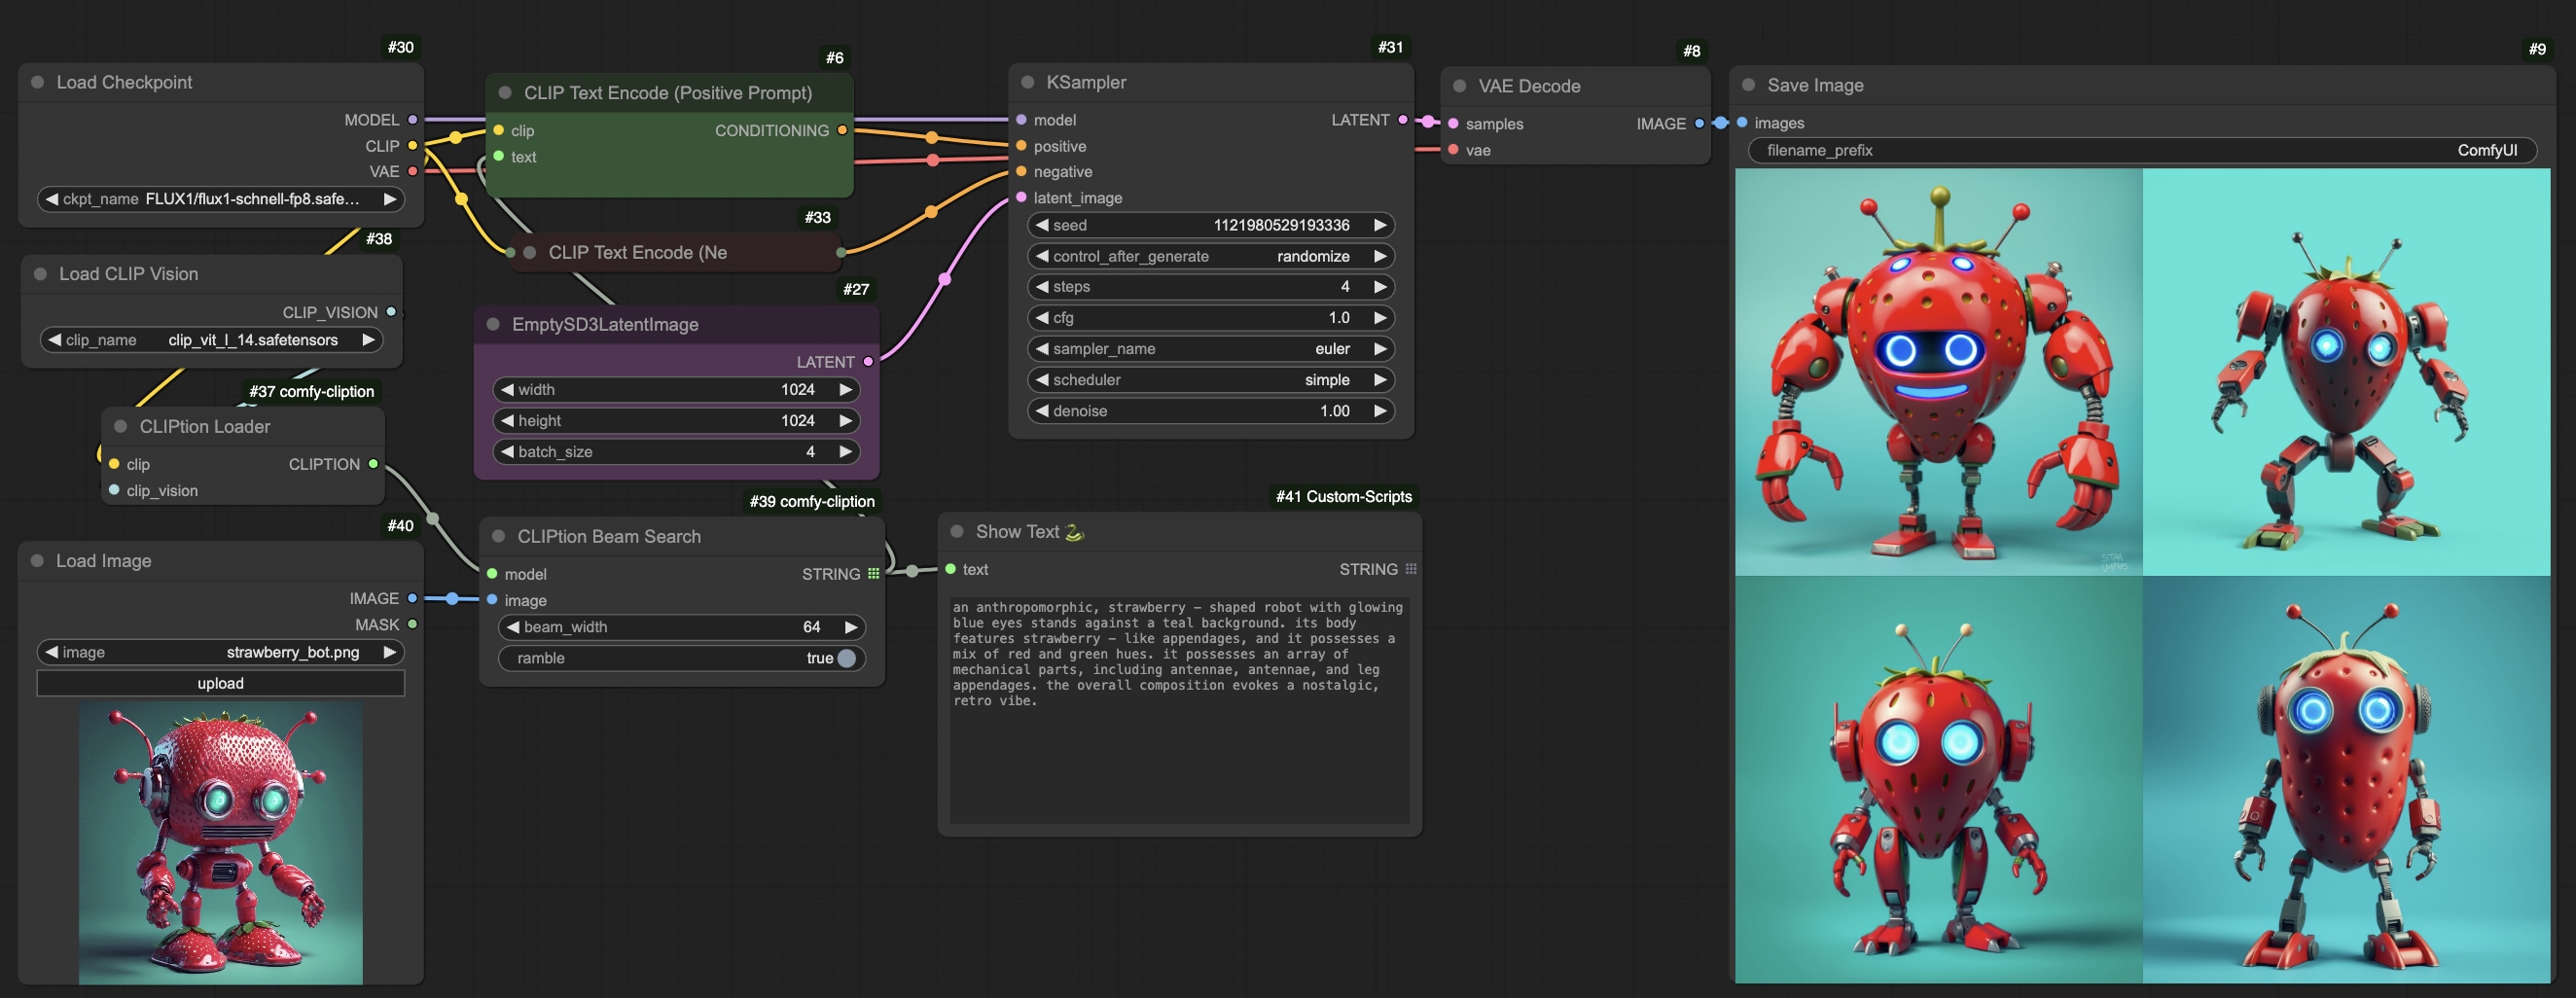 #30
Load Checkpoint
MODEL
CLIP
VAE
ckpt_name FLUX1/flux1-schnell-fp8.safe...
#38
Load CLIP Vision
CLIP_VISION
clip_name clip_vit_l_14.safetensors
#37 comfy-cliption
CLIPtion Loader
clip CLIPTION
clip_vision
#40
Load Image
IMAGE
MASK
image strawberry_bot.png
upload
#6
CLIP Text Encode (Positive Prompt)
clip CONDITIONING
text
#33
CLIP Text Encode (Ne
#27
EmptySD3LatentImage
LATENT
width 1024
height 1024
batch_size 4
#39 comfy-cliption
CLIPtion Beam Search
model STRING
image
beam_width 64
ramble true
#31
KSampler
model LATENT
positive
negative
latent_image
seed 1121980529193336
control_after_generate randomize
steps 4
cfg 1.0
sampler_name euler
scheduler simple
denoise 1.00
#41 Custom-Scripts
Show Text 🐍
text STRING
an anthropomorphic, strawberry – shaped robot with glowing
blue eyes stands against a teal background. its body
features strawberry – like appendages, and it possesses a
mix of red and green hues. it possesses an array of
mechanical parts, including antennae, antennae, and leg
appendages. the overall composition evokes a nostalgic,
retro vibe.
#8
VAE Decode
samples IMAGE
vae
#9
Save Image
images
filename_prefix ComfyUI